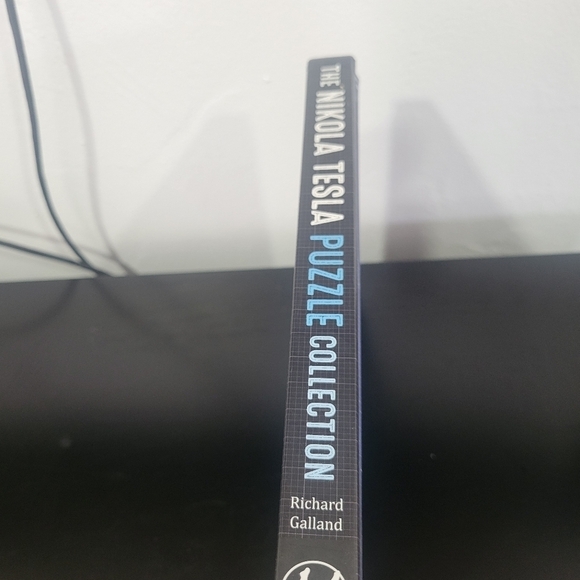 THE NIKOLA TESLA PUZZLE COLLECTION
Richard
Galland